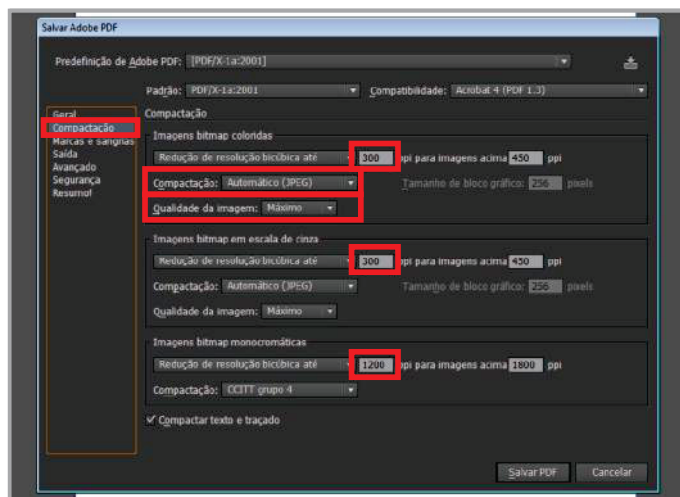 Salvar Adobe PDF
Predefinição de Adobe PDF: [PDF/X-1a:2001]
Padrão: PDF/X-1a:2001 Compatibilidade: Acrobat 4 (PDF 1.3)
Geral
Compactação
Marcas e sangrias
Saída
Avançado
Segurança
Resumof
Compactação
Imagens bitmap coloridas
Redução de resolução bicúbica até 300 ppi para imagens acima 450 ppi
Compactação: Automático (JPEG) Tamanho de bloco gráfico: 256 pixels
Qualidade da imagem: Máximo
Imagens bitmap em escala de cinza
Redução de resolução bicúbica até 300 ppi para imagens acima 450 ppi
Compactação: Automático (JPEG) Tamanho de bloco gráfico: 256 pixels
Qualidade da imagem: Máximo
Imagens bitmap monocromáticas
Redução de resolução bicúbica até 1200 ppi para imagens acima 1800 ppi
Compactação: CCITT grupo 4
Compactar texto e traçado
Salvar PDF Cancelar